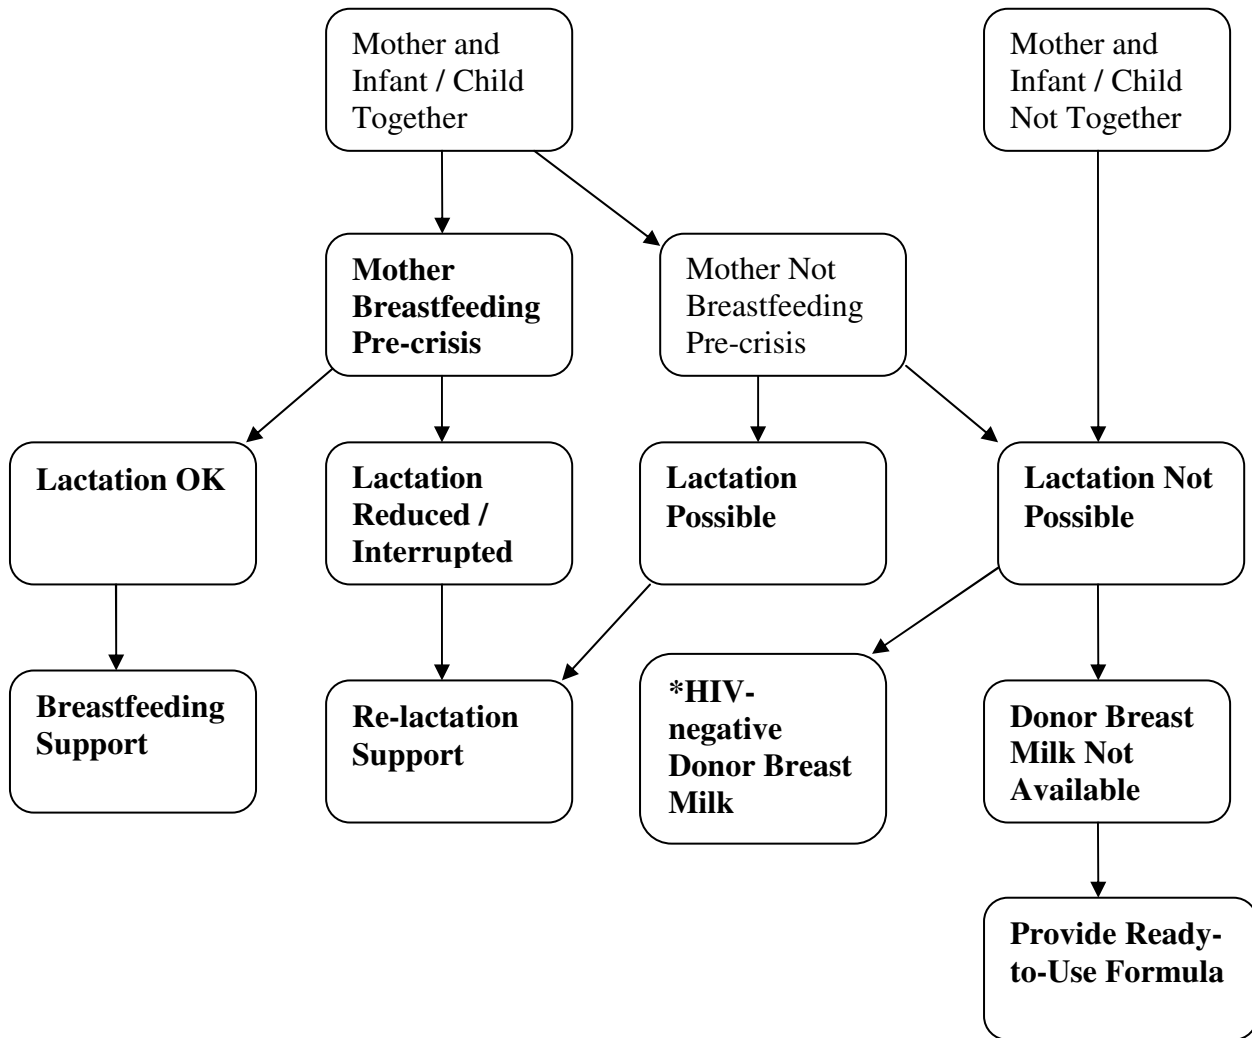 Mother and
Infant / Child
Together
Mother and
Infant / Child
Not Together
Mother
Breastfeeding
Pre-crisis
Mother Not
Breastfeeding
Pre-crisis
Lactation OK
Lactation
Reduced /
Interrupted
Lactation
Possible
Lactation Not
Possible
Breastfeeding
Support
Re-lactation
Support
*HIV-
negative
Donor Breast
Milk
Donor Breast
Milk Not
Available
Provide Ready-
to-Use Formula